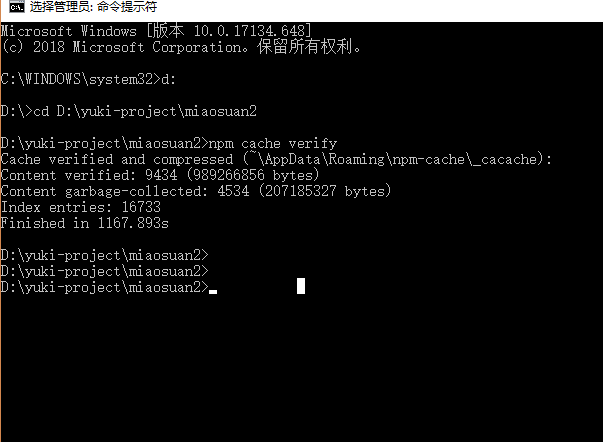 选择管理员: 命令提示符
Microsoft Windows [版本 10.0.17134.648]
(c) 2018 Microsoft Corporation。保留所有权利。
C:\WINDOWS\system32>d:
D:\>cd D:\yuki-project\miaosuan2
D:\yuki-project\miaosuan2>npm cache verify
Cache verified and compressed (~\AppData\Roaming\npm-cache\_cacache):
Content verified: 9434 (989266856 bytes)
Content garbage-collected: 4534 (207185327 bytes)
Index entries: 16733
Finished in 1167.893s
D:\yuki-project\miaosuan2>
D:\yuki-project\miaosuan2>
D:\yuki-project\miaosuan2>